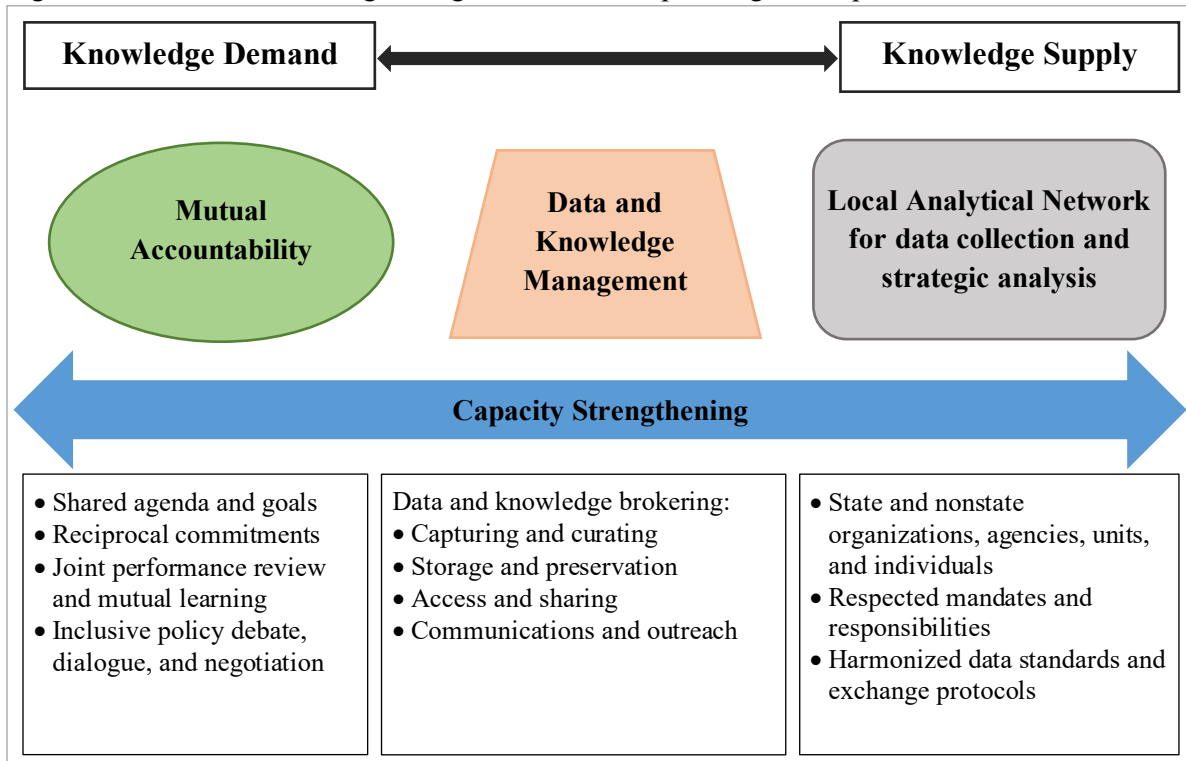 Knowledge Demand
Knowledge Supply
Mutual
Accountability
Data and
Knowledge
Management
Local Analytical Network
for data collection and
strategic analysis
Capacity Strengthening
• Shared agenda and goals
• Reciprocal commitments
• Joint performance review
and mutual learning
• Inclusive policy debate,
dialogue, and negotiation
Data and knowledge brokering:
• Capturing and curating
• Storage and preservation
• Access and sharing
• Communications and outreach
• State and nonstate
organizations, agencies, units,
and individuals
• Respected mandates and
responsibilities
• Harmonized data standards and
exchange protocols